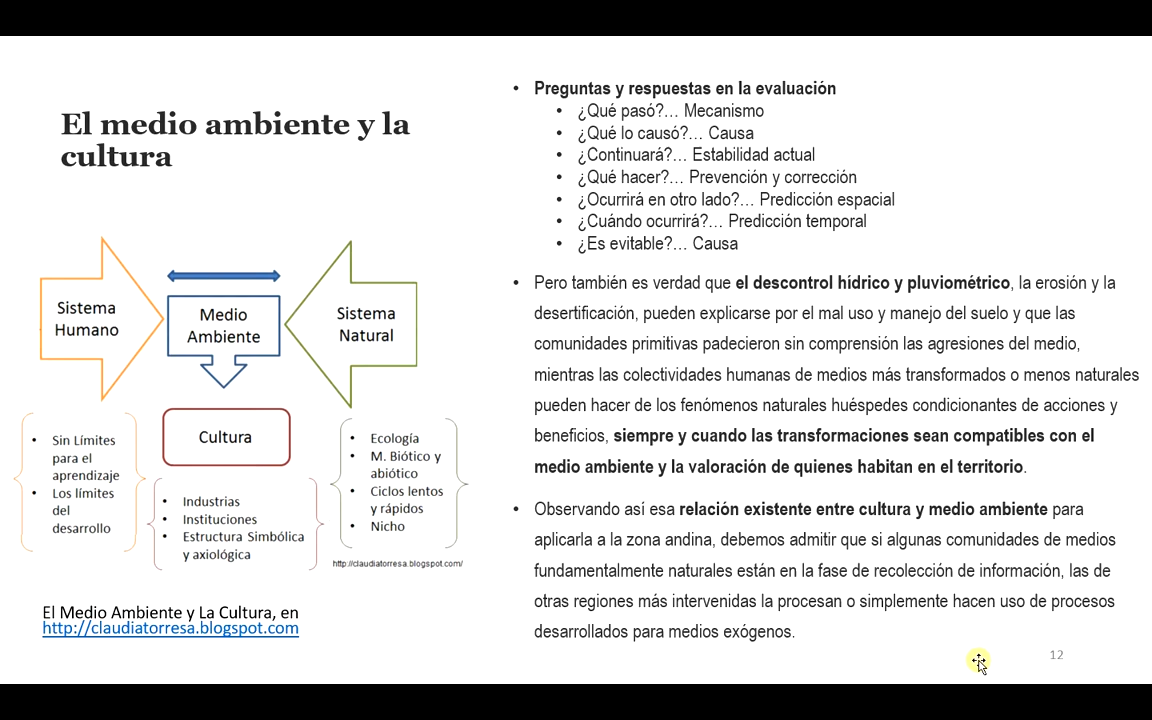 El medio ambiente y la
cultura
Sistema
Humano
Medio
Ambiente
Sistema
Natural
Cultura
• Sin Límites
para el
aprendizaje
• Los límites
del
desarrollo
• Industrias
• Instituciones
• Estructura Simbólica
y axiológica
• Ecología
• M. Biótico y
abiótico
• Ciclos lentos
y rápidos
• Nicho
http://claudiatorresa.blogspot.com/
El Medio Ambiente y La Cultura, en
http://claudiatorresa.blogspot.com
• Preguntas y respuestas en la evaluación
• ¿Qué pasó?… Mecanismo
• ¿Qué lo causó?… Causa
• ¿Continuará?… Estabilidad actual
• ¿Qué hacer?… Prevención y corrección
• ¿Ocurrirá en otro lado?… Predicción espacial
• ¿Cuándo ocurrirá?… Predicción temporal
• ¿Es evitable?… Causa
• Pero también es verdad que el descontrol hídrico y pluviométrico, la erosión y la
desertificación, pueden explicarse por el mal uso y manejo del suelo y que las
comunidades primitivas padecieron sin comprensión las agresiones del medio,
mientras las colectividades humanas de medios más transformados o menos naturales
pueden hacer de los fenómenos naturales huéspedes condicionantes de acciones y
beneficios, siempre y cuando las transformaciones sean compatibles con el
medio ambiente y la valoración de quienes habitan en el territorio.
• Observando así esa relación existente entre cultura y medio ambiente para
aplicarla a la zona andina, debemos admitir que si algunas comunidades de medios
fundamentalmente naturales están en la fase de recolección de información, las de
otras regiones más intervenidas la procesan o simplemente hacen uso de procesos
desarrollados para medios exógenos.
12